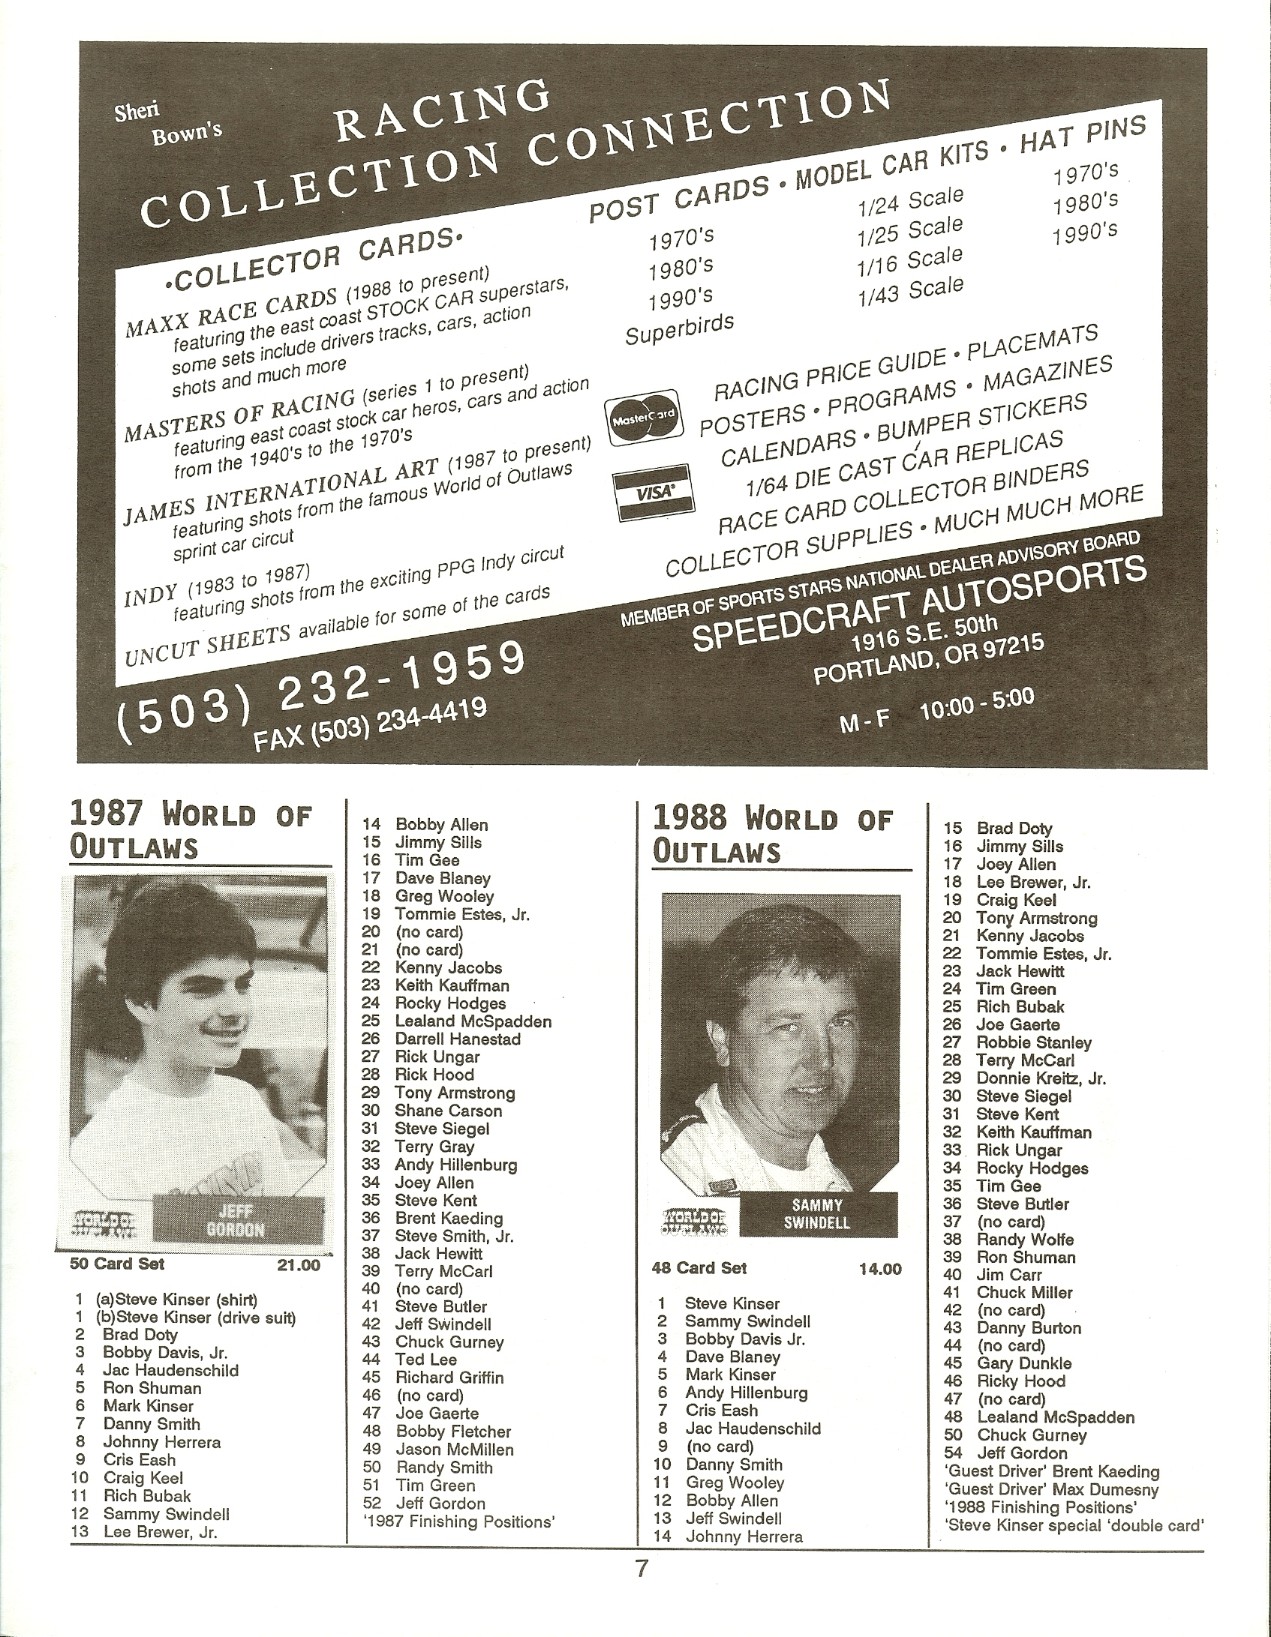 Sheri
Bown's
RACING
COLLECTION CONNECTION
•COLLECTOR CARDS•
MAXX RACE CARDS (1988 to present)
featuring the east coast STOCK CAR superstars,
some sets include drivers tracks, cars, action
shots and much more
MASTERS OF RACING (series 1 to present)
featuring east coast stock car heros, cars and action
from the 1940's to the 1970's
JAMES INTERNATIONAL ART (1987 to present)
featuring shots from the famous World of Outlaws
sprint car circut
INDY (1983 to 1987)
featuring shots from the exciting PPG Indy circut
UNCUT SHEETS available for some of the cards
POST CARDS • MODEL CAR KITS • HAT PINS
1970's
1980's
1990's
Superbirds
1/24 Scale
1/25 Scale
1/16 Scale
1/43 Scale
1970's
1980's
1990's
MasterCard
VISA
RACING PRICE GUIDE • PLACEMATS
POSTERS • PROGRAMS • MAGAZINES
CALENDARS • BUMPER STICKERS
1/64 DIE CAST CAR REPLICAS
RACE CARD COLLECTOR BINDERS
COLLECTOR SUPPLIES • MUCH MUCH MORE
MEMBER OF SPORTS STARS NATIONAL DEALER ADVISORY BOARD
SPEEDCRAFT AUTOSPORTS
1916 S.E. 50th
PORTLAND, OR 97215
M - F 10:00 - 5:00
(503) 232-1959
FAX (503) 234-4419
1987 WORLD OF
OUTLAWS
WORLD OF
OUTLAWS
JEFF
GORDON
50 Card Set 21.00
1 (a)Steve Kinser (shirt)
1 (b)Steve Kinser (drive suit)
2 Brad Doty
3 Bobby Davis, Jr.
4 Jac Haudenschild
5 Ron Shuman
6 Mark Kinser
7 Danny Smith
8 Johnny Herrera
9 Cris Eash
10 Craig Keel
11 Rich Bubak
12 Sammy Swindell
13 Lee Brewer, Jr.
14 Bobby Allen
15 Jimmy Sills
16 Tim Gee
17 Dave Blaney
18 Greg Wooley
19 Tommie Estes, Jr.
20 (no card)
21 (no card)
22 Kenny Jacobs
23 Keith Kauffman
24 Rocky Hodges
25 Lealand McSpadden
26 Darrell Hanestad
27 Rick Ungar
28 Rick Hood
29 Tony Armstrong
30 Shane Carson
31 Steve Siegel
32 Terry Gray
33 Andy Hillenburg
34 Joey Allen
35 Steve Kent
36 Brent Kaeding
37 Steve Smith, Jr.
38 Jack Hewitt
39 Terry McCarl
40 (no card)
41 Steve Butler
42 Jeff Swindell
43 Chuck Gurney
44 Ted Lee
45 Richard Griffin
46 (no card)
47 Joe Gaerte
48 Bobby Fletcher
49 Jason McMillen
50 Randy Smith
51 Tim Green
52 Jeff Gordon
'1987 Finishing Positions'
1988 WORLD OF
OUTLAWS
WORLD OF
OUTLAWS
SAMMY
SWINDELL
48 Card Set 14.00
1 Steve Kinser
2 Sammy Swindell
3 Bobby Davis Jr.
4 Dave Blaney
5 Mark Kinser
6 Andy Hillenburg
7 Cris Eash
8 Jac Haudenschild
9 (no card)
10 Danny Smith
11 Greg Wooley
12 Bobby Allen
13 Jeff Swindell
14 Johnny Herrera
15 Brad Doty
16 Jimmy Sills
17 Joey Allen
18 Lee Brewer, Jr.
19 Craig Keel
20 Tony Armstrong
21 Kenny Jacobs
22 Tommie Estes, Jr.
23 Jack Hewitt
24 Tim Green
25 Rich Bubak
26 Joe Gaerte
27 Robbie Stanley
28 Terry McCarl
29 Donnie Kreitz, Jr.
30 Steve Siegel
31 Steve Kent
32 Keith Kauffman
33 Rick Ungar
34 Rocky Hodges
35 Tim Gee
36 Steve Butler
37 (no card)
38 Randy Wolfe
39 Ron Shuman
40 Jim Carr
41 Chuck Miller
42 (no card)
43 Danny Burton
44 (no card)
45 Gary Dunkle
46 Ricky Hood
47 (no card)
48 Lealand McSpadden
50 Chuck Gurney
54 Jeff Gordon
'Guest Driver' Brent Kaeding
'Guest Driver' Max Dumesny
'1988 Finishing Positions'
'Steve Kinser special 'double card'
7